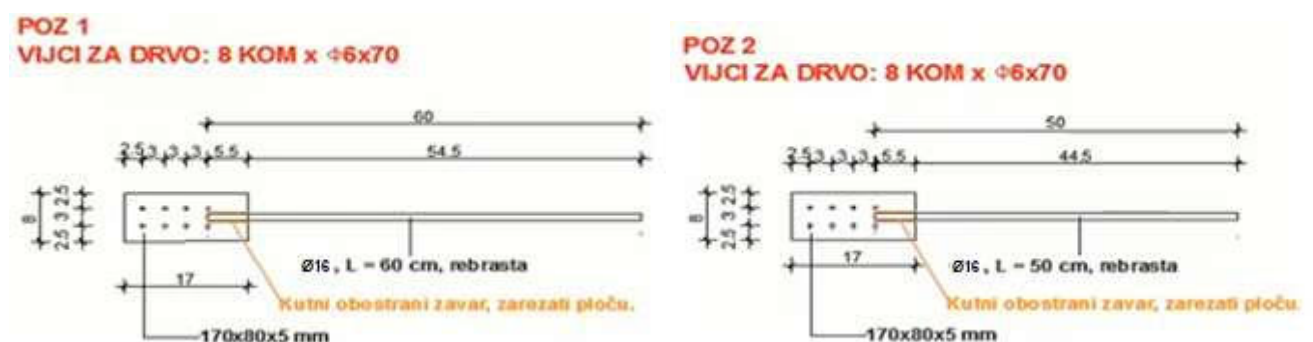 POZ 1
VIJCI ZA DRVO: 8 KOM x Φ6x70
60
2.5 3 3 3 5.5 54.5
8
2.5 3 2.5
Ø16, L = 60 cm, rebrasta
17
Kutni obostrani zavar, zarezati ploču.
170x80x5 mm
POZ 2
VIJCI ZA DRVO: 8 KOM x Φ6x70
50
2.5 3 3 3 5.5 44.5
8
2.5 3 2.5
Ø16, L = 50 cm, rebrasta
17
Kutni obostrani zavar, zarezati ploču.
170x80x5 mm